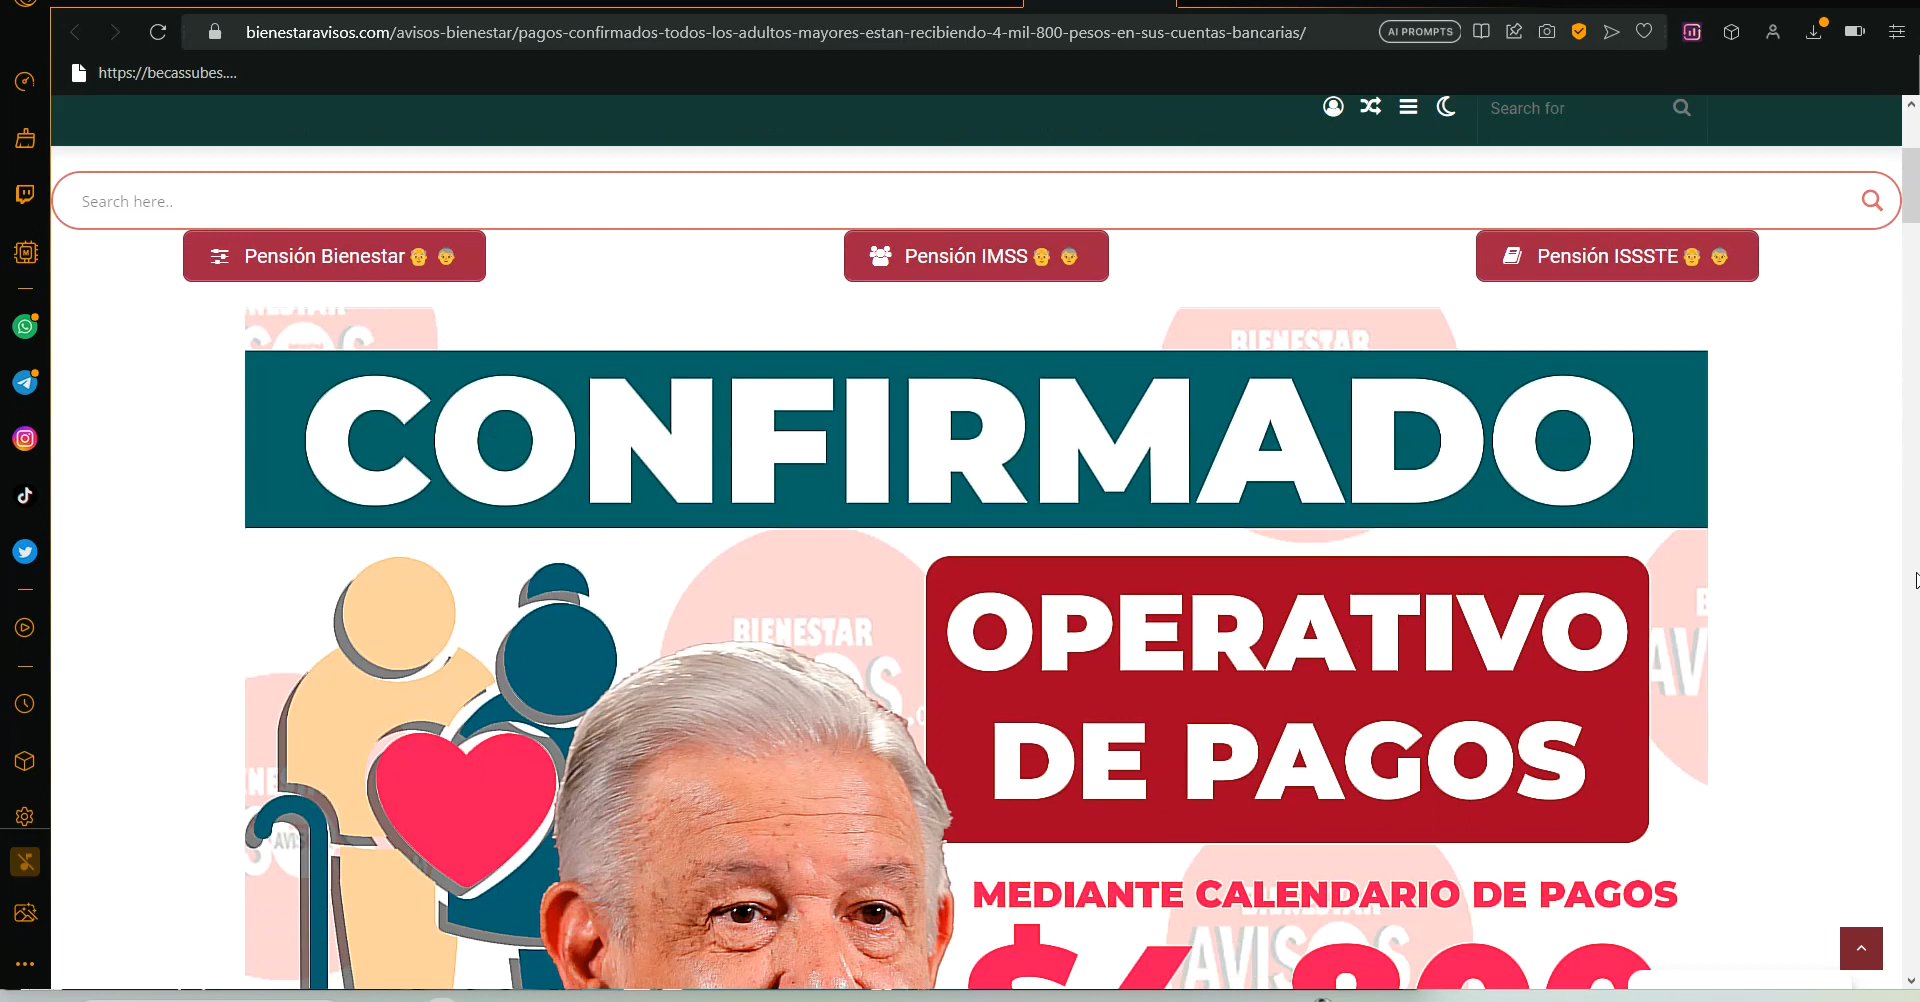 bienestaravisos.com/avisos-bienestar/pagos-confirmados-todos-los-adultos-mayores-estan-recibiendo-4-mil-800-pesos-en-sus-cuentas-bancarias/
AI PROMPTS
https://becassubes....
Search for
Search here..
Pensión Bienestar
Pensión IMSS
Pensión ISSSTE
BIENESTAR
CONFIRMADO
BIENESTAR
OPERATIVO
DE PAGOS
MEDIANTE CALENDARIO DE PAGOS
AVISOS